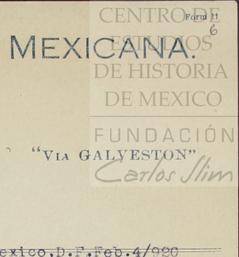 CENTRO DE
Form 11
6
ESTUDIOS
MEXICANA.
DE HISTORIA
DE MEXICO
FUNDACIÓN
"VIA GALVESTON"
Carlos Slim
exico,D.F.Feb.4/920